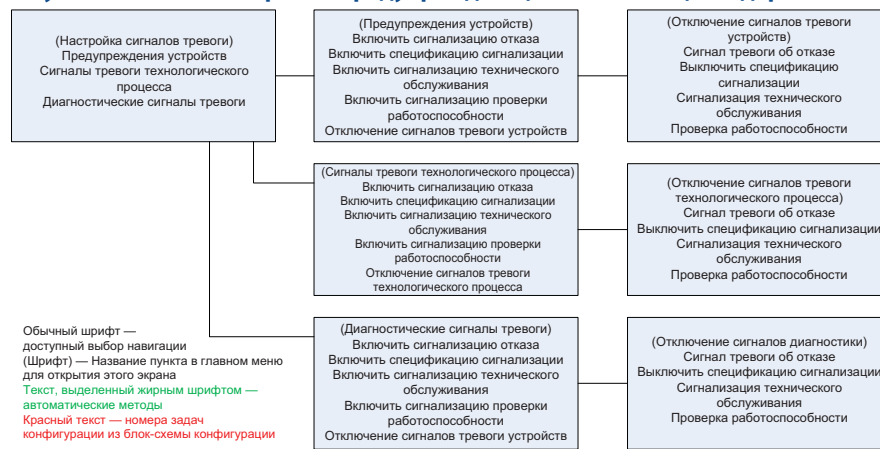 (Настройка сигналов тревоги)
Предупреждения устройств
Сигналы тревоги технологического
процесса
Диагностические сигналы тревоги
(Предупреждения устройств)
Включить сигнализацию отказа
Включить спецификацию сигнализации
Включить сигнализацию технического
обслуживания
Включить сигнализацию проверки
работоспособности
Отключение сигналов тревоги устройств
(Отключение сигналов тревоги
устройств)
Сигнал тревоги об отказе
Выключить спецификацию
сигнализации
Сигнализация технического
обслуживания
Проверка работоспособности
(Сигналы тревоги технологического процесса)
Включить сигнализацию отказа
Включить спецификацию сигнализации
Включить сигнализацию технического
обслуживания
Включить сигнализацию проверки
работоспособности
Отключение сигналов тревоги
технологического процесса
(Отключение сигналов тревоги
технологического процесса)
Сигнал тревоги об отказе
Выключить спецификацию сигнализации
Сигнализация технического
обслуживания
Проверка работоспособности
Обычный шрифт —
доступный выбор навигации
(Шрифт) — Название пункта в главном меню
для открытия этого экрана
Текст, выделенный жирным шрифтом —
автоматические методы
Красный текст — номера задач
конфигурации из блок-схемы конфигурации
(Диагностические сигналы тревоги)
Включить сигнализацию отказа
Включить спецификацию сигнализации
Включить сигнализацию технического
обслуживания
Включить сигнализацию проверки
работоспособности
Отключение сигналов тревоги устройств
(Отключение сигналов диагностики)
Сигнал тревоги об отказе
Выключить спецификацию сигнализации
Сигнализация технического
обслуживания
Проверка работоспособности